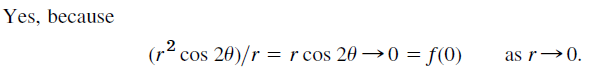 Yes, because
(r² cos 2θ)/r = r cos 2θ → 0 = f(0)     as r → 0.